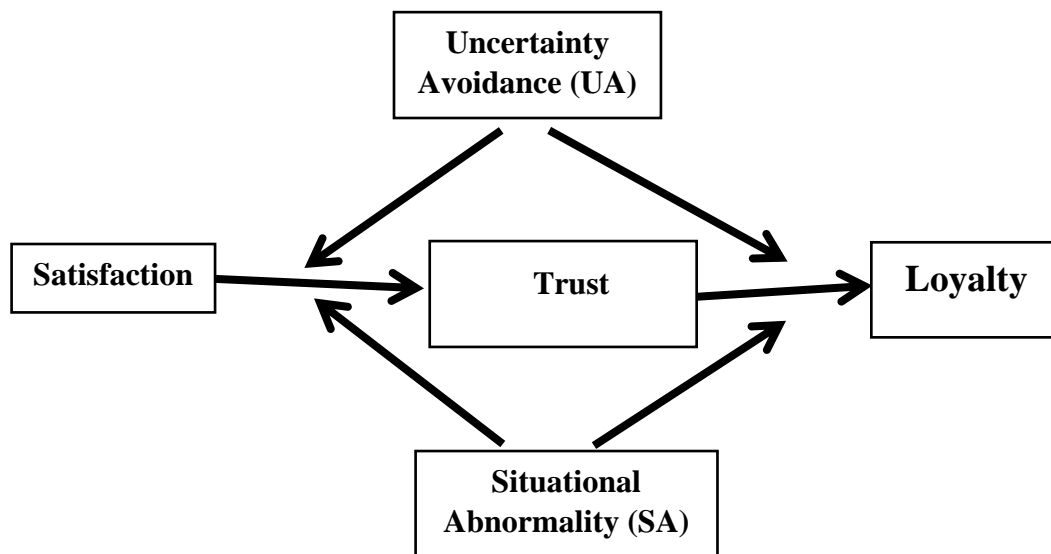 Uncertainty
Avoidance (UA)
Satisfaction
Trust
Loyalty
Situational
Abnormality (SA)